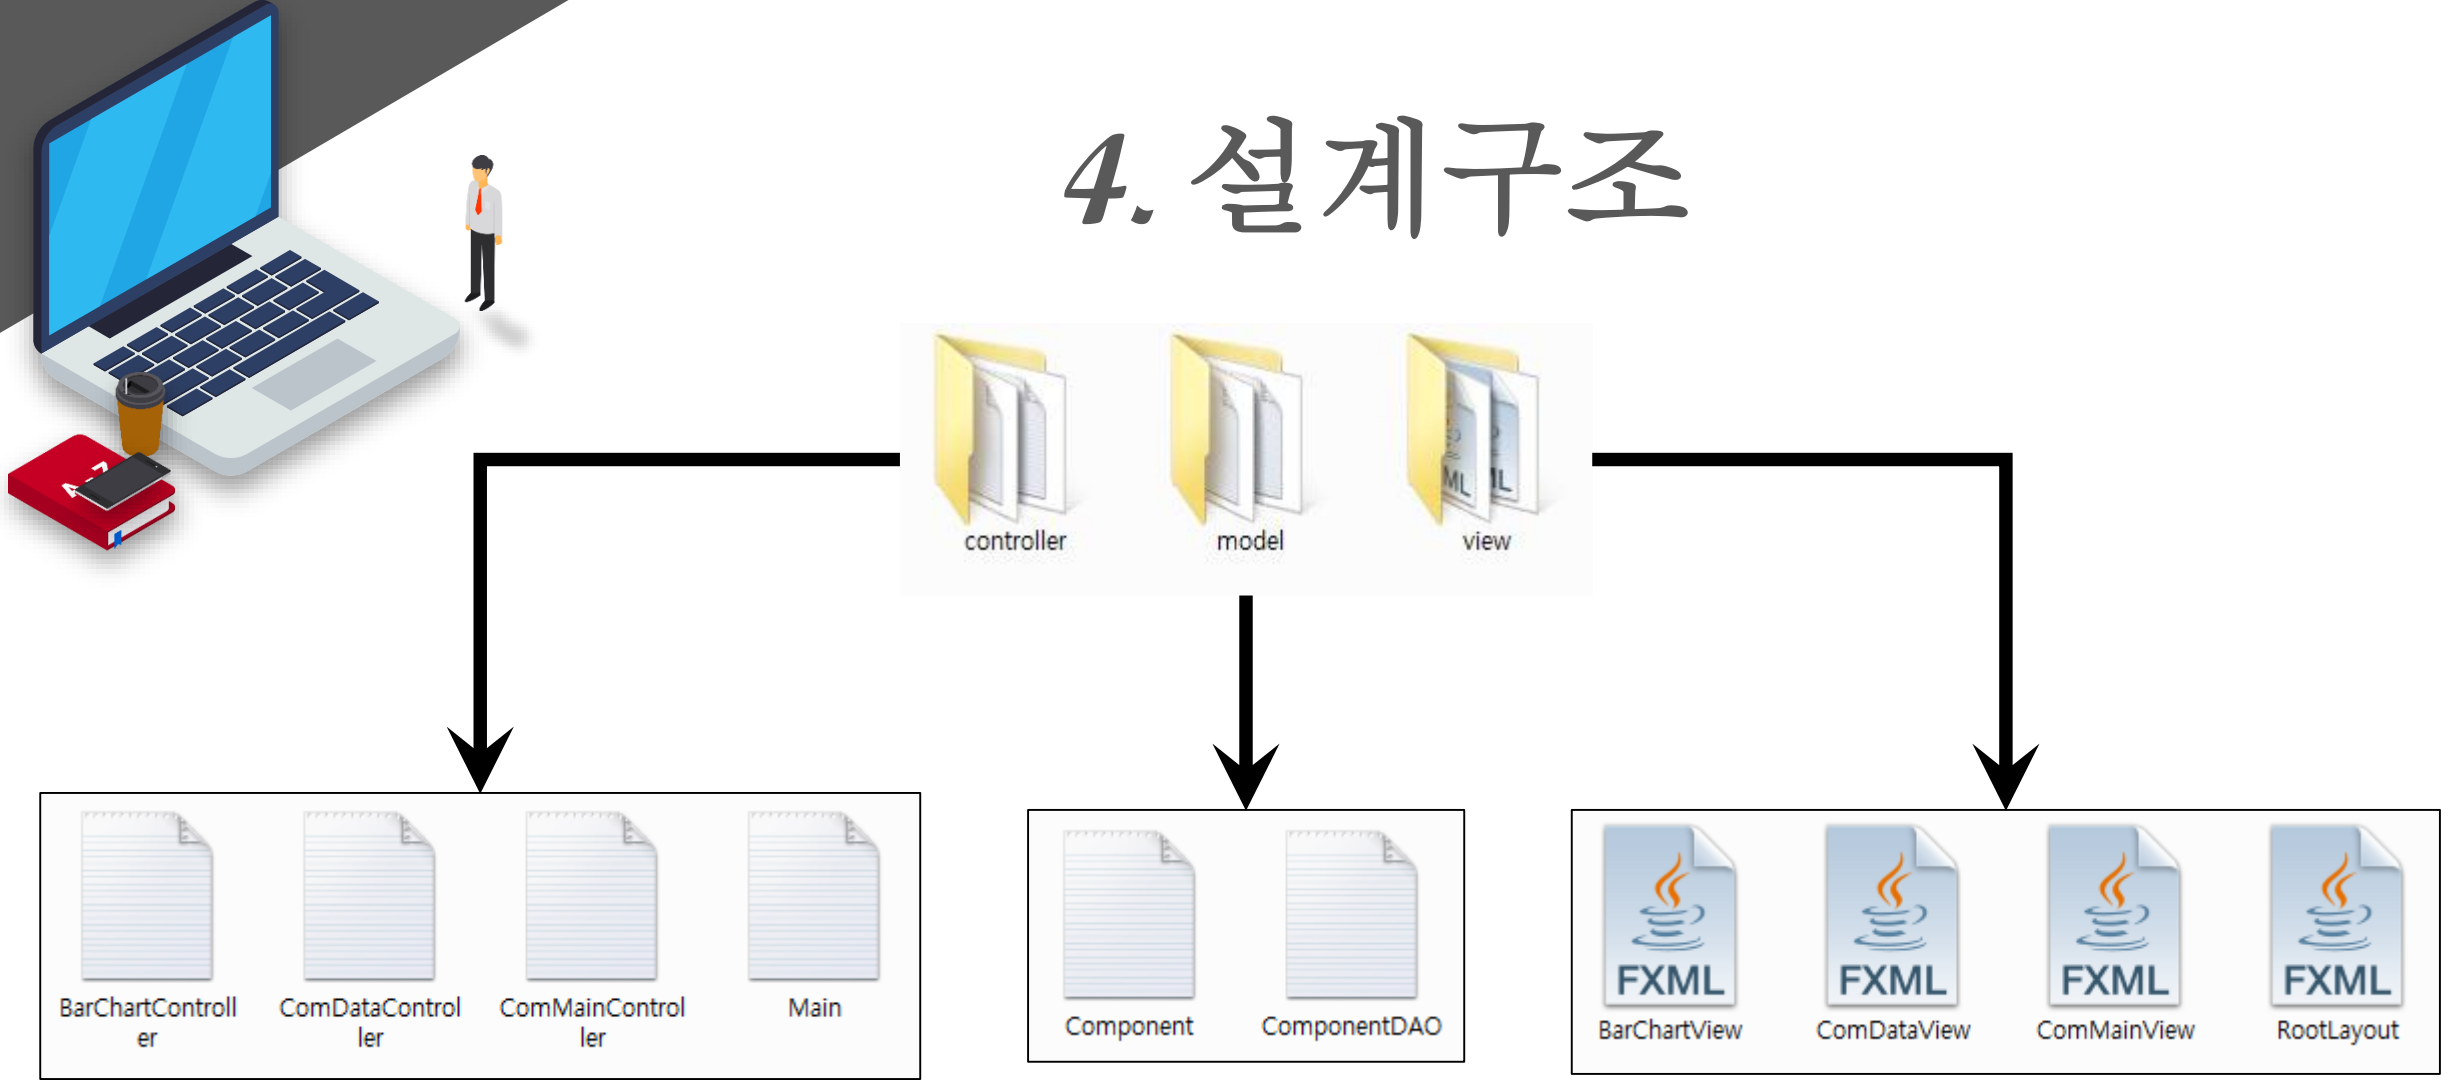 4. 설계구조
controller
model
view
BarChartControll
er
ComDataControl
ler
ComMainControl
ler
Main
Component
ComponentDAO
FXML
BarChartView
FXML
ComDataView
FXML
ComMainView
FXML
RootLayout